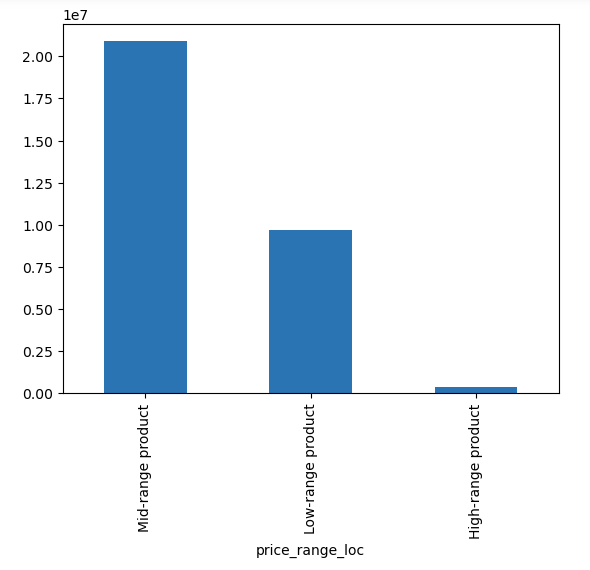 1e7
2.00
1.75
1.50
1.25
1.00
0.75
0.50
0.25
0.00
Mid-range product
Low-range product
High-range product
price_range_loc